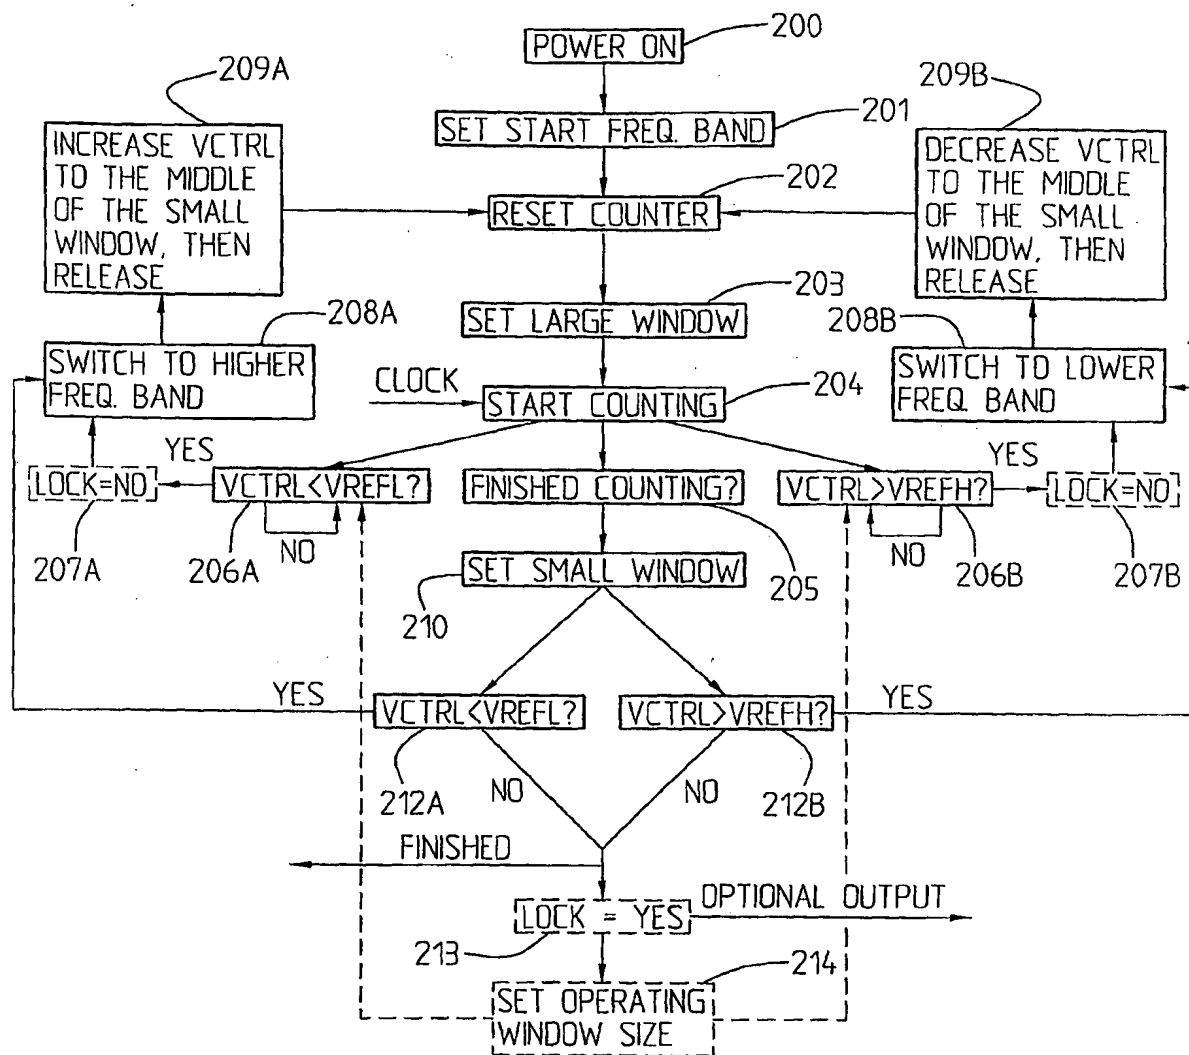 200
POWER ON
209A
209B
201
SET START FREQ. BAND
INCREASE VCTRL
TO THE MIDDLE
OF THE SMALL
WINDOW, THEN
RELEASE
DECREASE VCTRL
TO THE MIDDLE
OF THE SMALL
WINDOW, THEN
RELEASE
202
RESET COUNTER
203
SET LARGE WINDOW
208A
208B
SWITCH TO HIGHER
FREQ. BAND
SWITCH TO LOWER
FREQ. BAND
CLOCK
204
START COUNTING
YES
YES
LOCK=NO
VCTRL<VREFL?
FINISHED COUNTING?
VCTRL>VREFH?
LOCK=NO
NO
NO
207A
206A
SET SMALL WINDOW
205
206B
207B
210
YES
YES
VCTRL<VREFL?
VCTRL>VREFH?
NO
NO
212A
212B
FINISHED
OPTIONAL OUTPUT
LOCK = YES
213
214
SET OPERATING
WINDOW SIZE